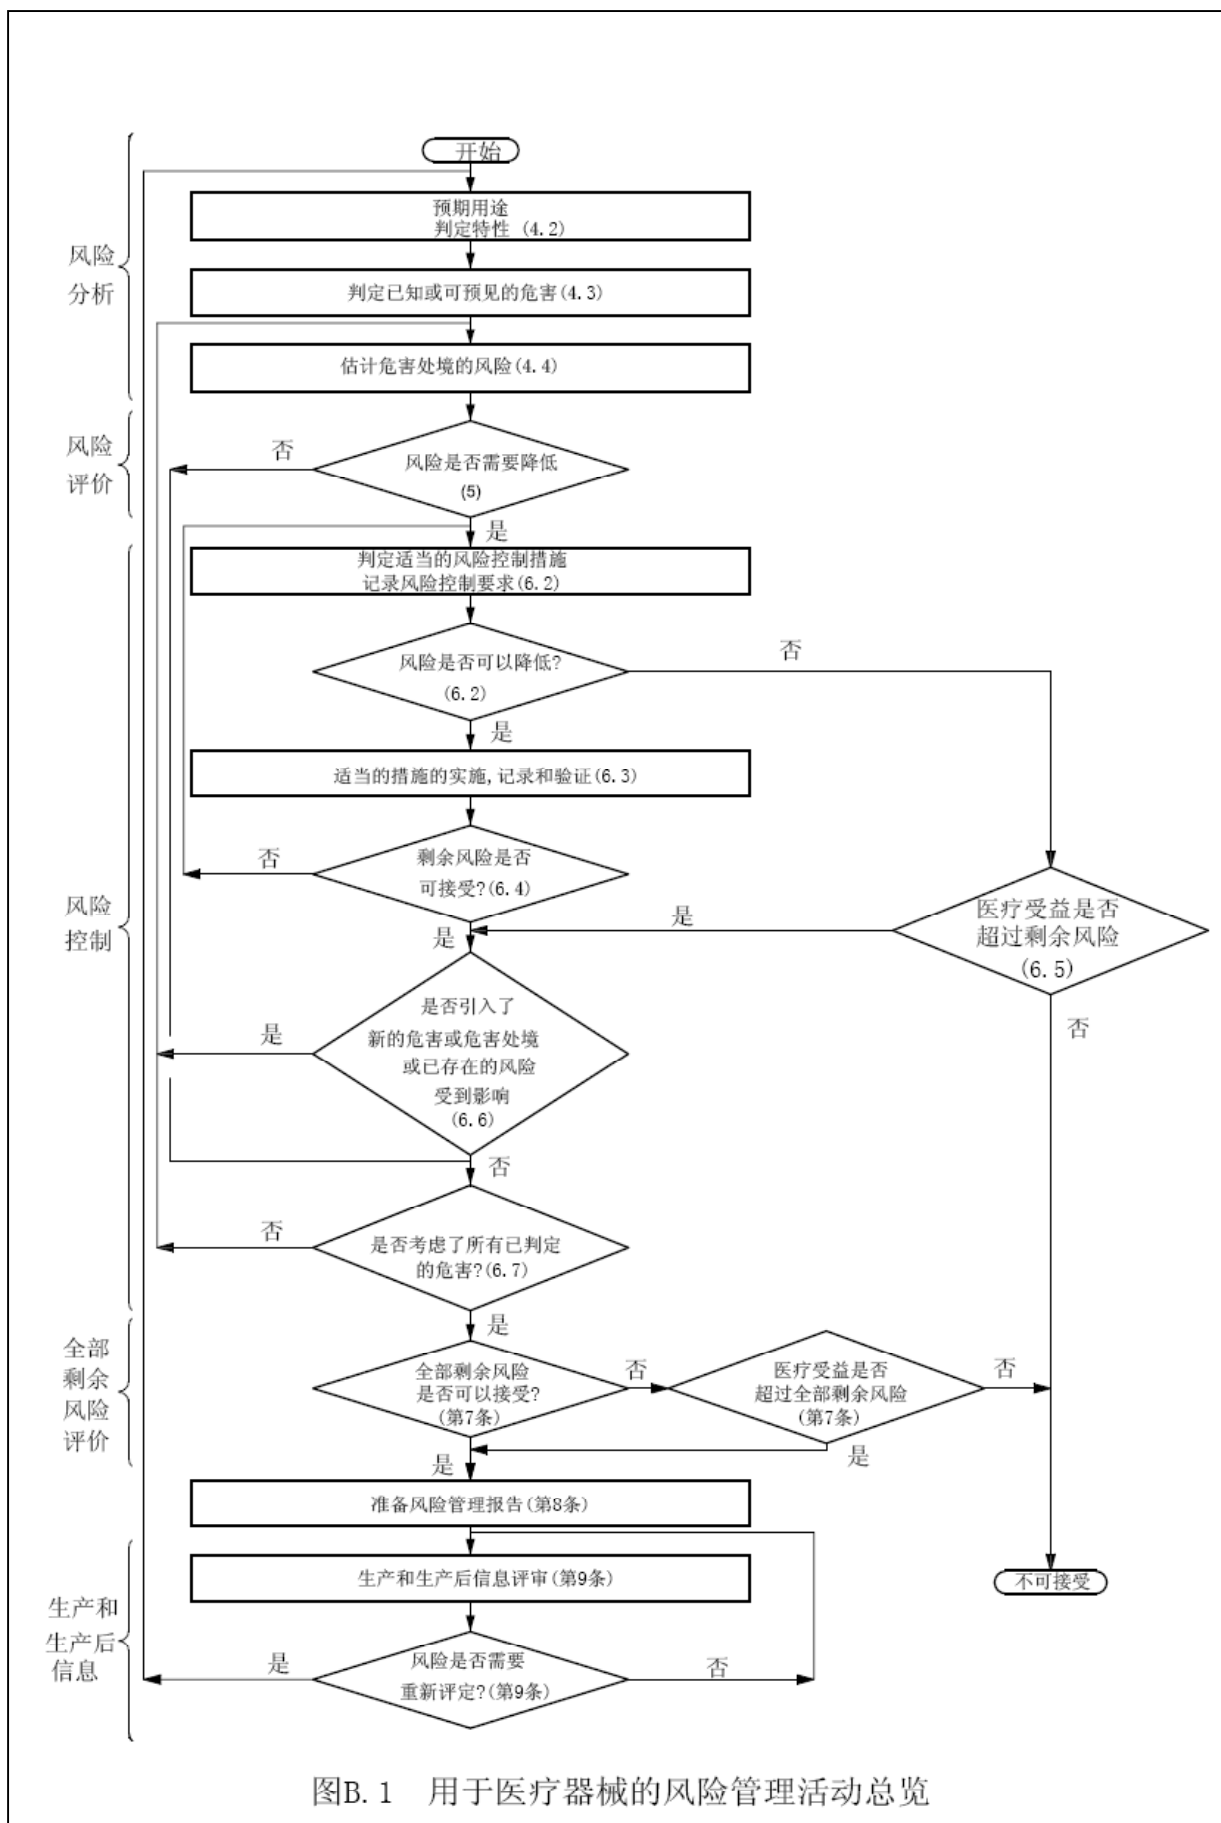 开始
预期用途
判定特性 (4.2)
风险
分析
判定已知或可预见的危害(4.3)
估计危害处境的风险(4.4)
风险
评价
否
风险是否需要降低
(5)
是
判定适当的风险控制措施
记录风险控制要求(6.2)
风险是否可以降低?
(6.2)
否
是
适当的措施的实施,记录和验证(6.3)
否
剩余风险是否
可接受?(6.4)
风险
控制
是
是
医疗受益是否
超过剩余风险
(6.5)
否
是
是否引入了
新的危害或危害处境
或已存在的风险
受到影响
(6.6)
否
否
是否考虑了所有已判定
的危害?(6.7)
是
全部
剩余
风险
评价
全部剩余风险
是否可以接受?
(第7条)
否
医疗受益是否
超过全部剩余风险
(第7条)
否
是
是
准备风险管理报告(第8条)
生产和生产后信息评审(第9条)
不可接受
生产和
生产后
信息
是
风险是否需要
重新评定?(第9条)
否
图B.1 用于医疗器械的风险管理活动总览